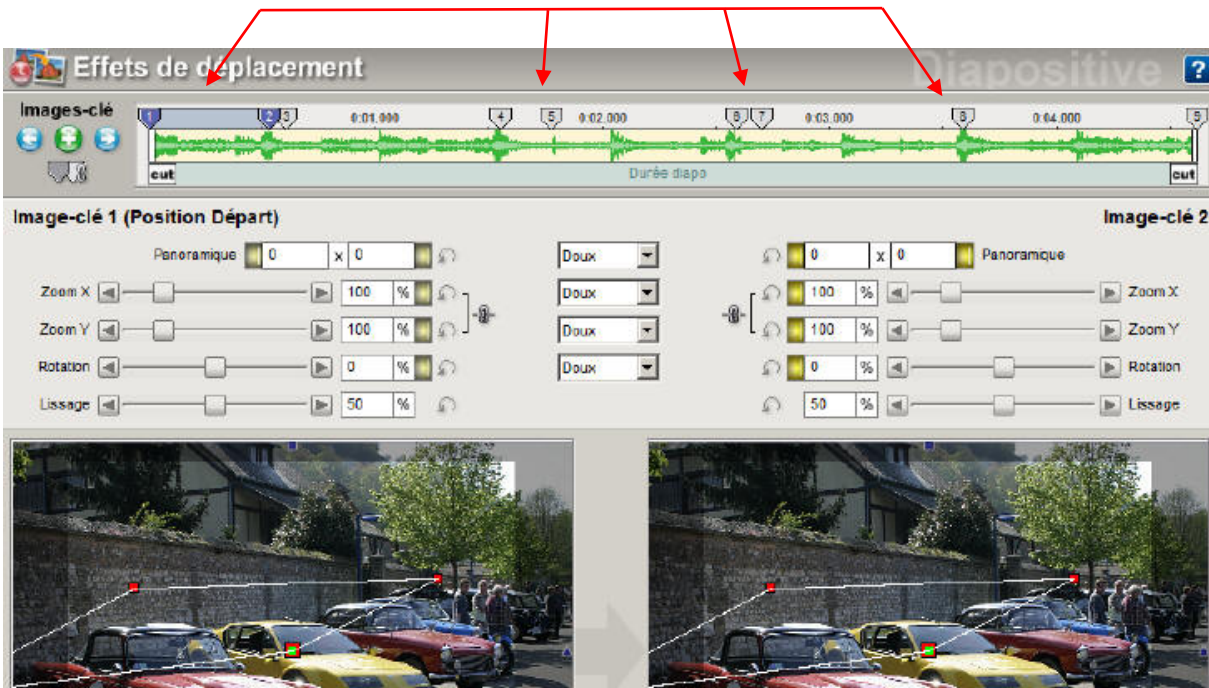 Effets de déplacement
Diapositive ?
Images-clé
1 2 3 0:01.000 4 5 0:02.000 6 7 0:03.000 8 0:04.000 9
cut Durée diapo cut
Image-clé 1 (Position Départ) Image-clé 2
Panoramique 0 x 0 Doux 0 x 0 Panoramique
Zoom X 100 % Doux 100 % Zoom X
Zoom Y 100 % Doux 100 % Zoom Y
Rotation 0 % Doux 0 % Rotation
Lissage 50 % 50 % Lissage